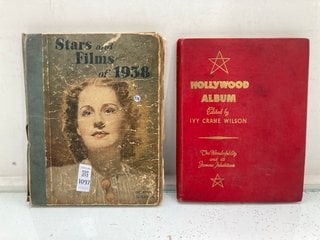 Stars and
Films
of 1938
1097
HOLLYWOOD
ALBUM
Edited by
IVY CRANE WILSON
The Wonderful City
and its
Famous Inhabitants